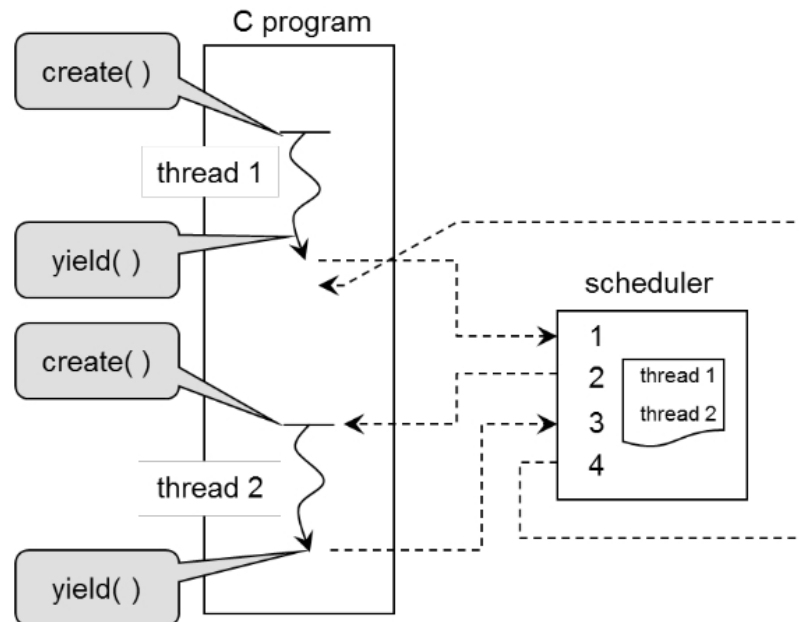 C program
create( )
thread 1
yield( )
create( )
thread 2
yield( )
scheduler
1
2
3
4
thread 1
thread 2